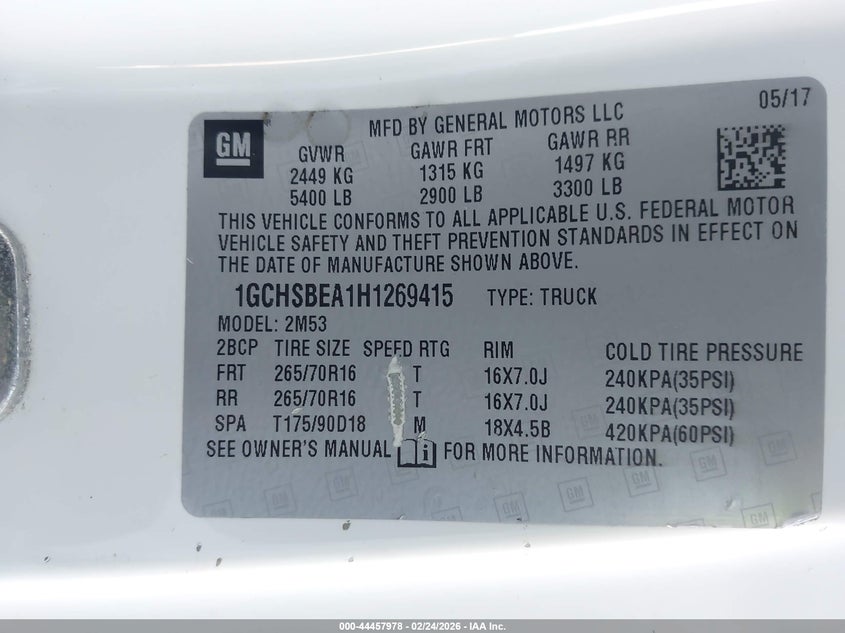 05/17
GM
MFD BY GENERAL MOTORS LLC
GVWR GAWR FRT GAWR RR
2449 KG 1315 KG 1497 KG
5400 LB 2900 LB 3300 LB
THIS VEHICLE CONFORMS TO ALL APPLICABLE U.S. FEDERAL MOTOR
VEHICLE SAFETY AND THEFT PREVENTION STANDARDS IN EFFECT ON
THE DATE OF MANUFACTURE SHOWN ABOVE.
1GCHSBEA1H1269415 TYPE: TRUCK
MODEL: 2M53
2BCP TIRE SIZE SPEED RTG RIM COLD TIRE PRESSURE
FRT 265/70R16 T 16X7.0J 240KPA(35PSI)
RR 265/70R16 T 16X7.0J 240KPA(35PSI)
SPA T175/90D18 M 18X4.5B 420KPA(60PSI)
SEE OWNER'S MANUAL i FOR MORE INFORMATION.
GM GM GM GM
000-44457978 - 02/24/2026 - IAA Inc.